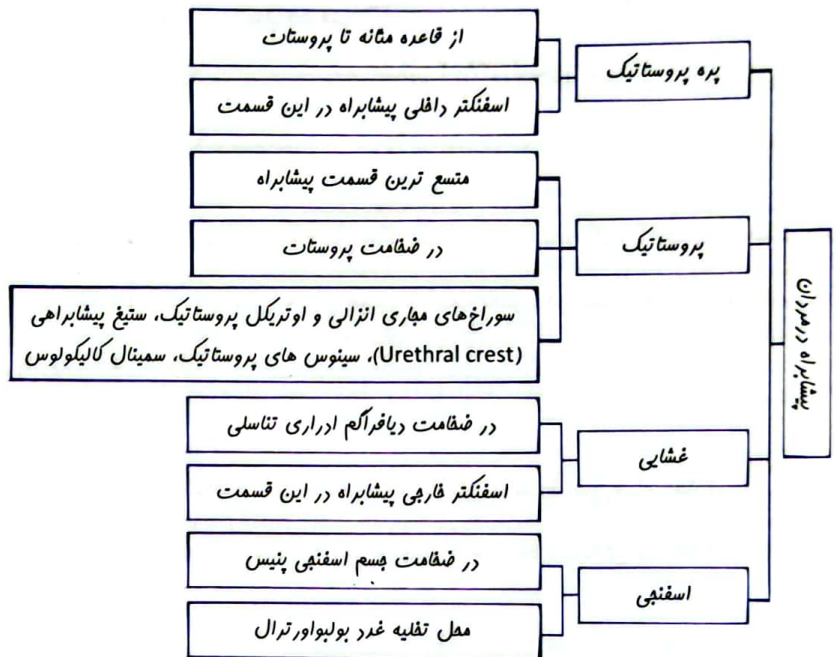 پیشابراه در مردان
پره پروستاتیک
از قاعده مثانه تا پروستات
اسفنکتر داخلی پیشابراه در این قسمت
پروستاتیک
متسع ترین قسمت پیشابراه
در ضخامت پروستات
سوراخ‌های مجاری انزالی و اوتریکل پروستاتیک، ستیغ پیشابراهی
(Urethral crest)، سینوس های پروستاتیک، سمینال کالیکولوس
غشایی
در ضخامت دیافراگم ادراری تناسلی
اسفنکتر خارجی پیشابراه در این قسمت
اسفنجی
در ضخامت جسم اسفنجی پنیس
محل تخلیه غدد بولبواورترال